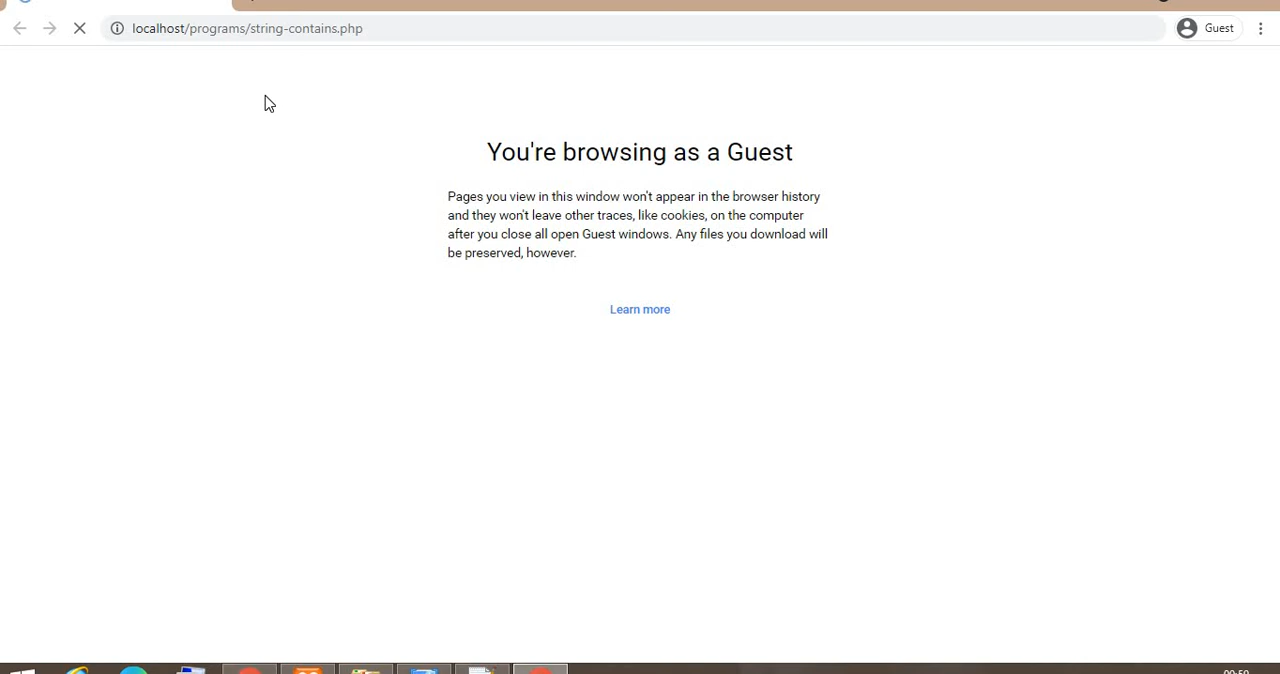 localhost/programs/string-contains.php
Guest
You're browsing as a Guest
Pages you view in this window won't appear in the browser history
and they won't leave other traces, like cookies, on the computer
after you close all open Guest windows. Any files you download will
be preserved, however.
Learn more